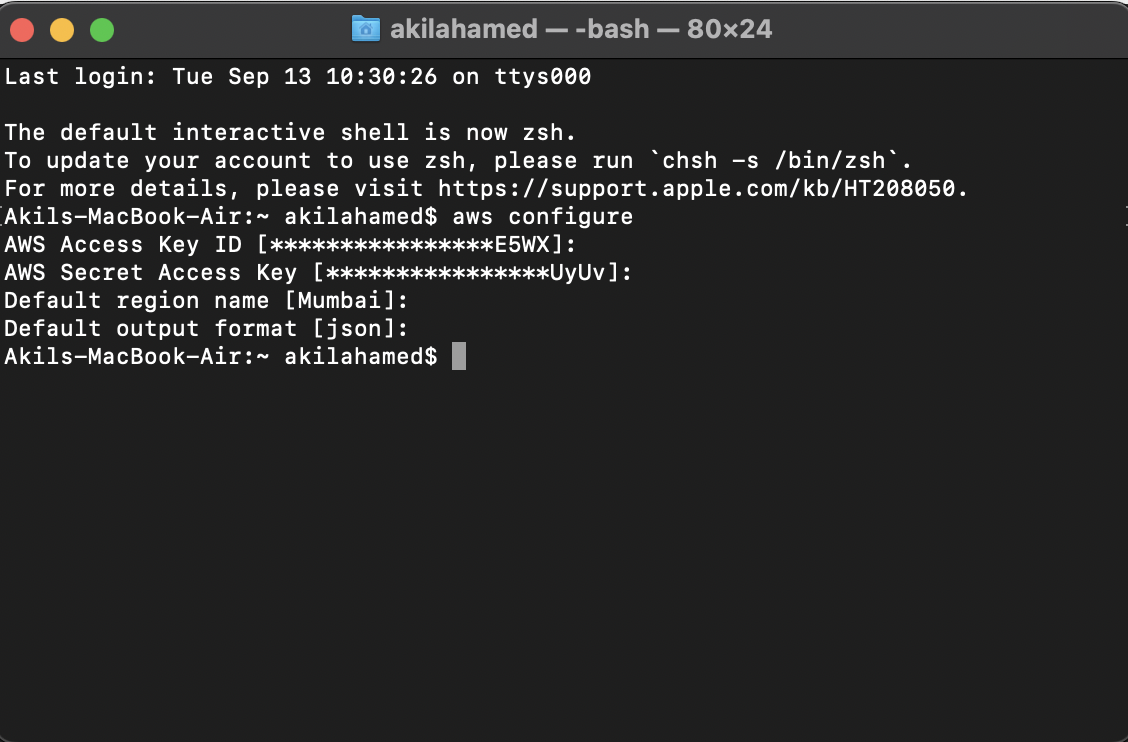 akilahamed — -bash — 80×24
Last login: Tue Sep 13 10:30:26 on ttys000
The default interactive shell is now zsh.
To update your account to use zsh, please run `chsh -s /bin/zsh`.
For more details, please visit https://support.apple.com/kb/HT208050.
[Akils-MacBook-Air:~ akilahamed$ aws configure ]
AWS Access Key ID [****************E5WX]:
AWS Secret Access Key [****************UyUv]:
Default region name [Mumbai]:
Default output format [json]:
Akils-MacBook-Air:~ akilahamed$